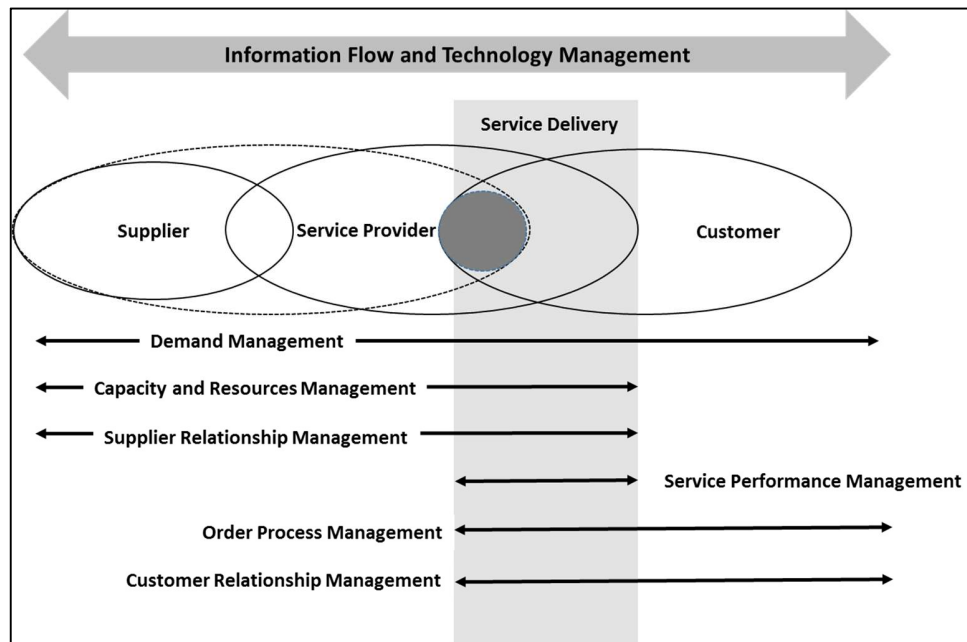 Information Flow and Technology Management
Service Delivery
Supplier
Service Provider
Customer
Demand Management
Capacity and Resources Management
Supplier Relationship Management
Service Performance Management
Order Process Management
Customer Relationship Management